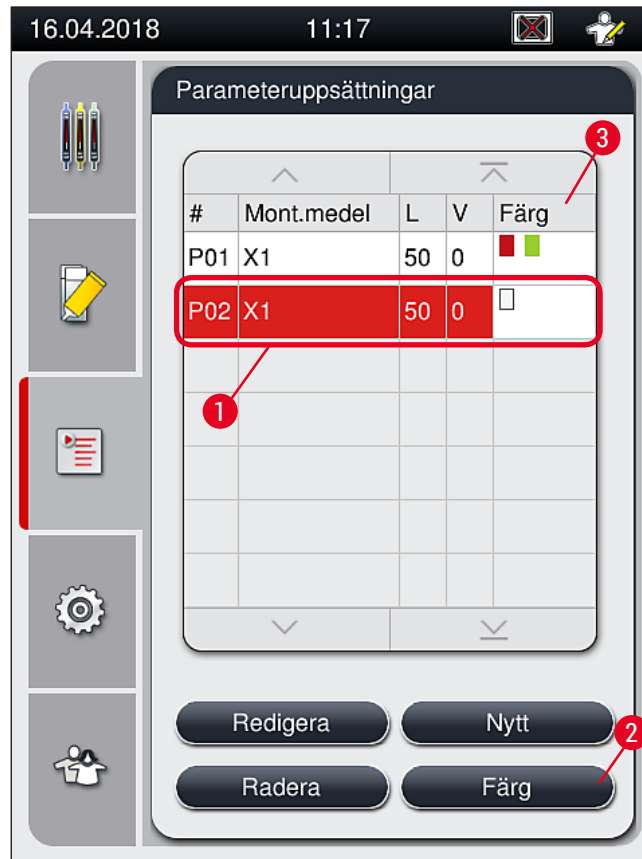 16.04.2018 11:17
Parameteruppsättningar
3
# Mont.medel L V Färg
P01 X1 50 0
P02 X1 50 0
1
Redigera Nytt
2
Radera Färg